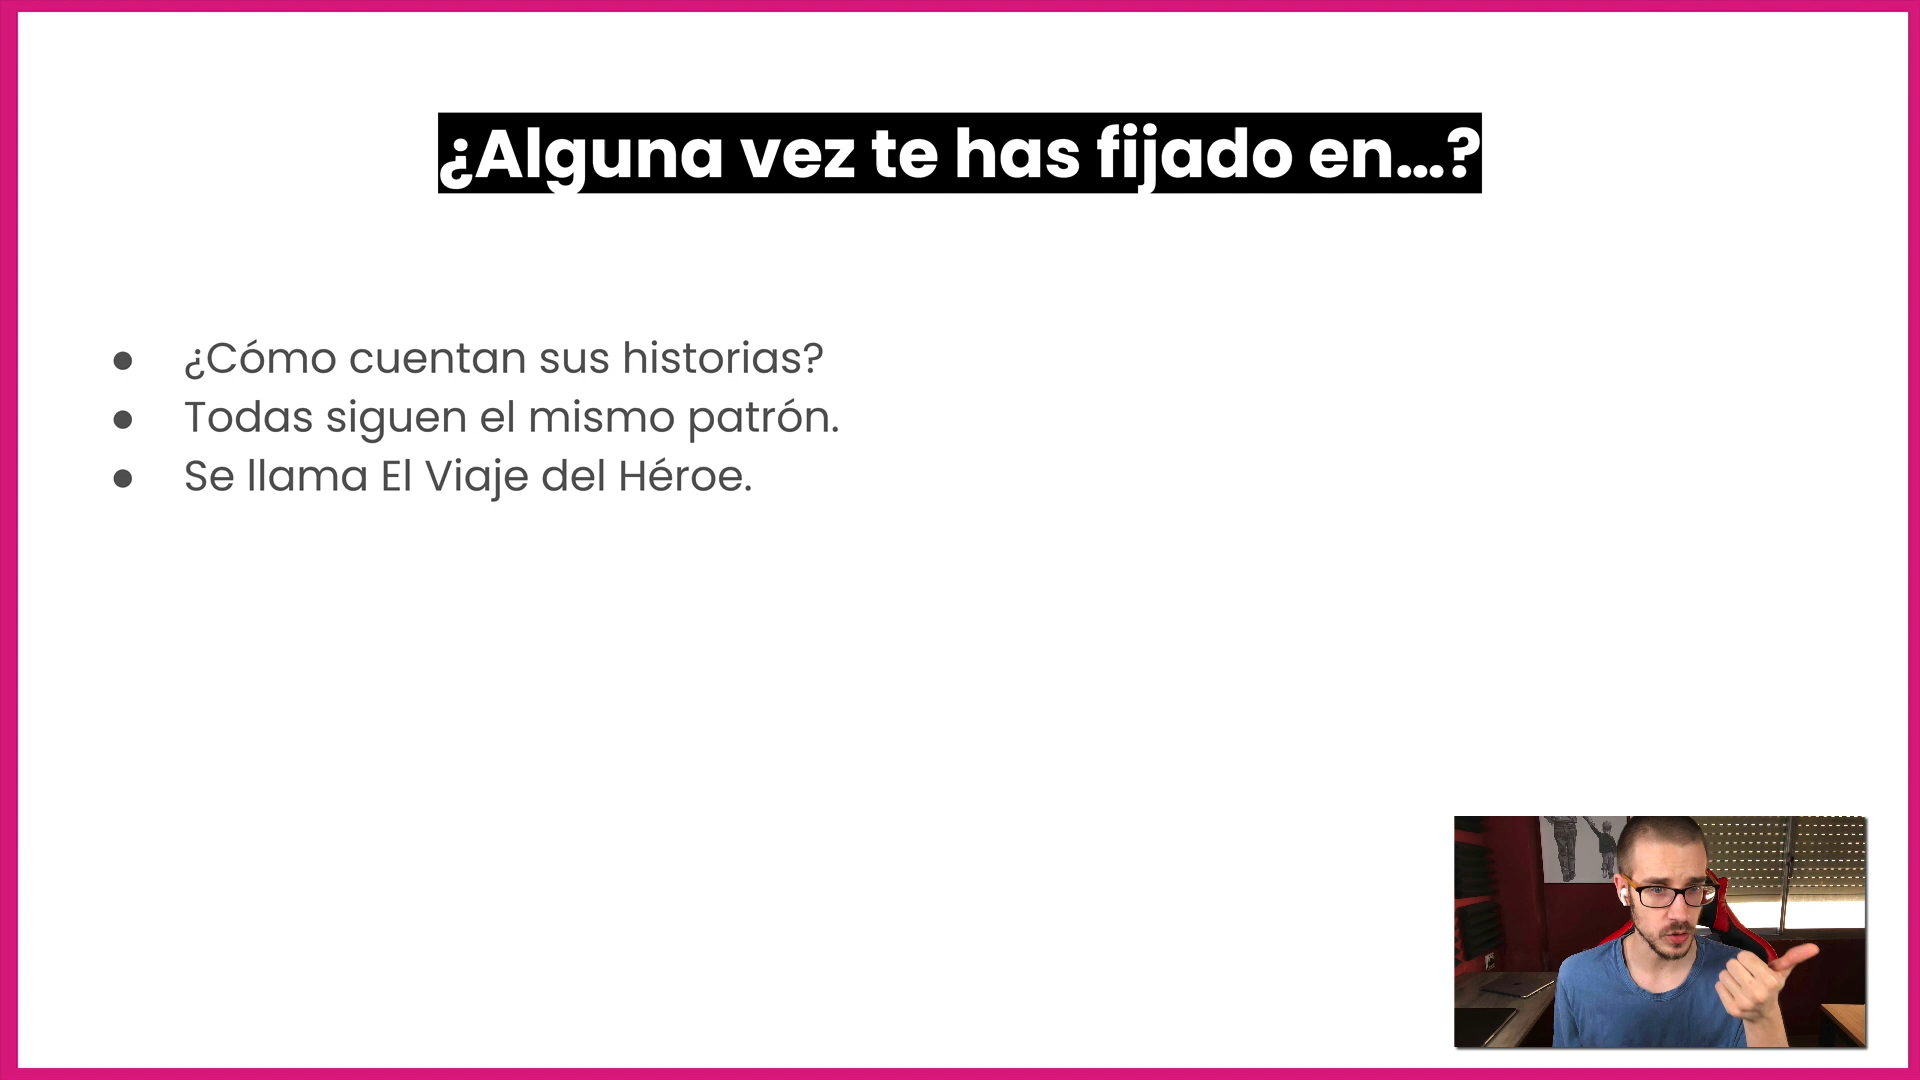 ¿Alguna vez te has fijado en...?
● ¿Cómo cuentan sus historias?
● Todas siguen el mismo patrón.
● Se llama El Viaje del Héroe.